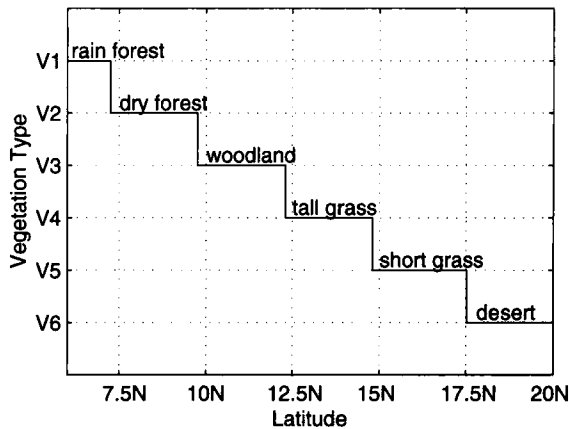 Vegetation Type
V1
V2
V3
V4
V5
V6
rain forest
dry forest
woodland
tall grass
short grass
desert
7.5N 10N 12.5N 15N 17.5N 20N
Latitude